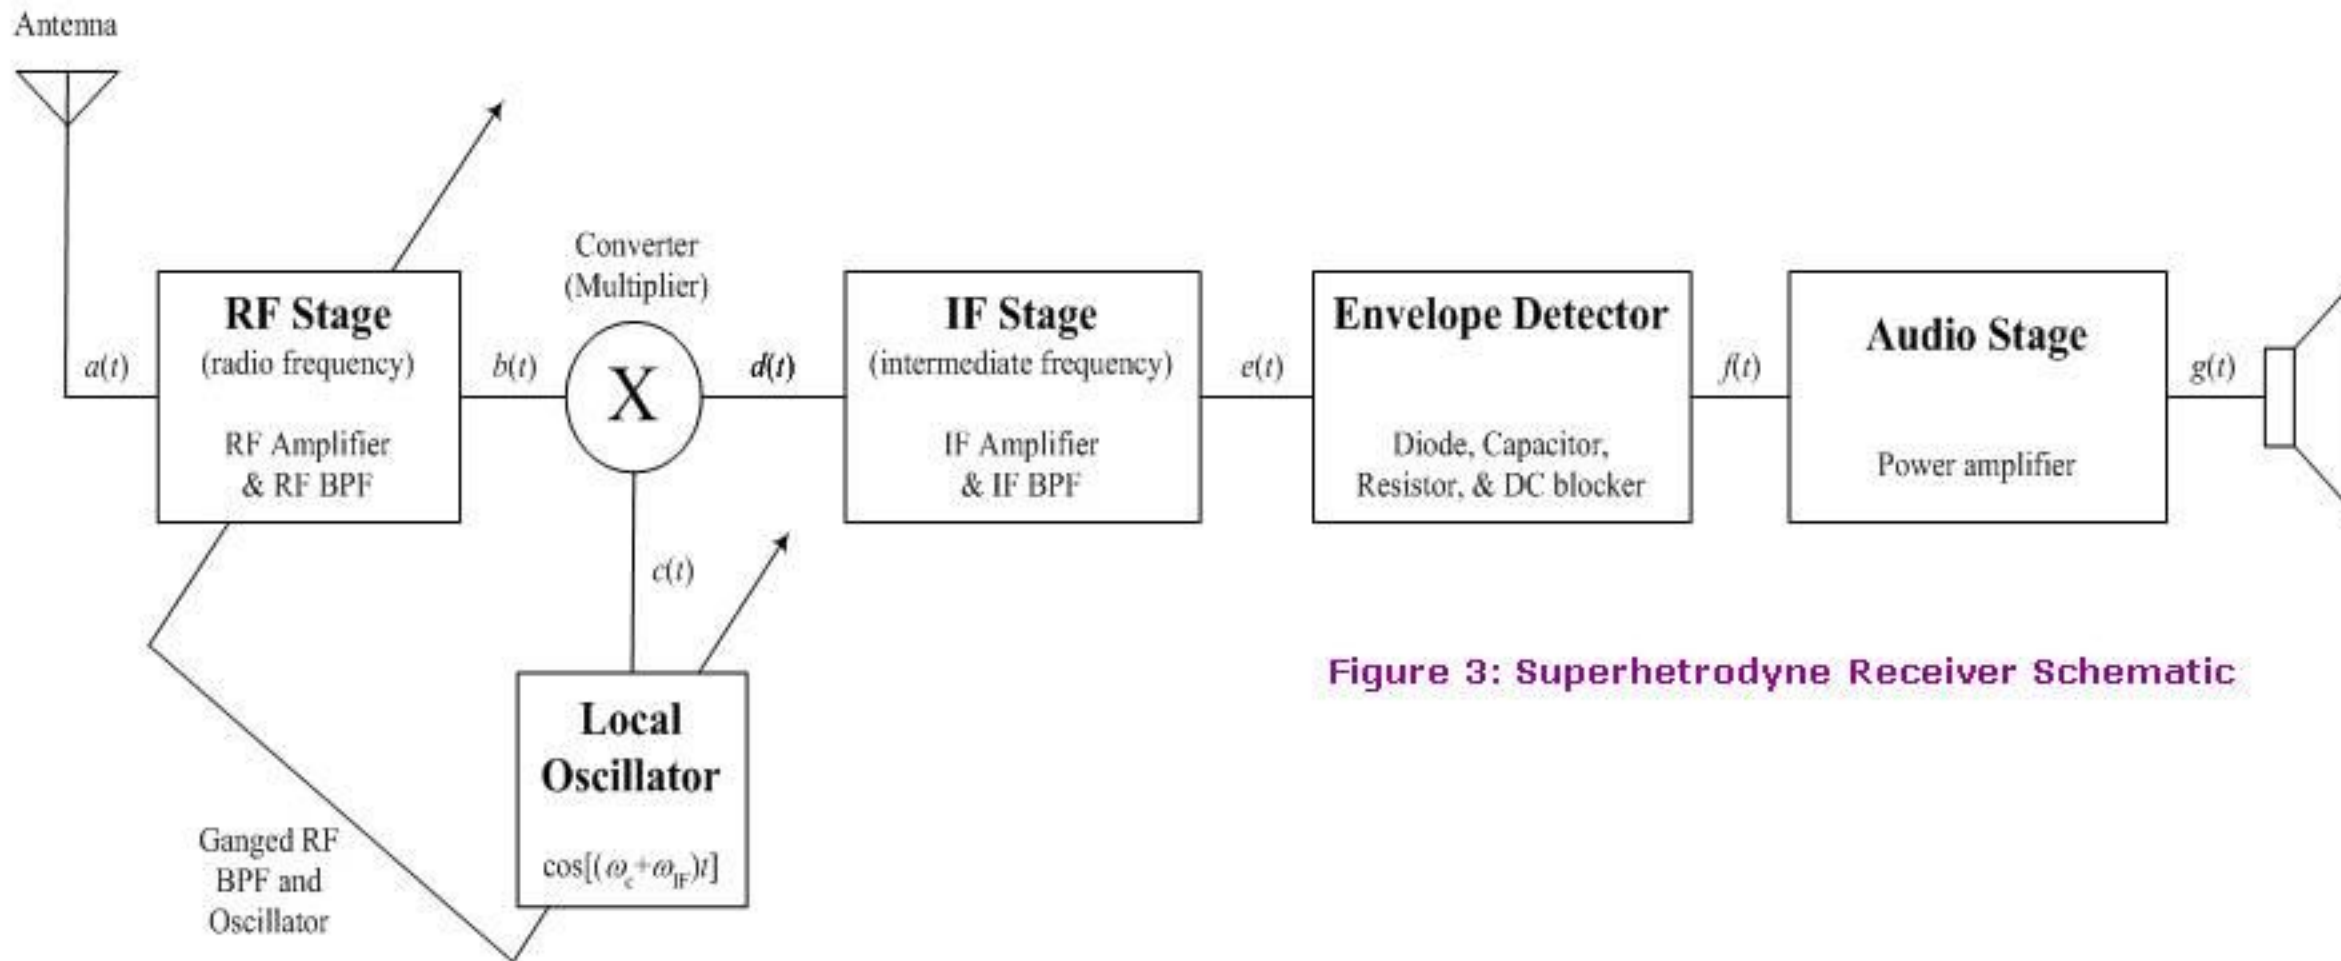 Antenna
a(t)
RF Stage
(radio frequency)
RF Amplifier
& RF BPF
b(t)
Converter
(Multiplier)
X
d(t)
IF Stage
(intermediate frequency)
IF Amplifier
& IF BPF
e(t)
Envelope Detector
Diode, Capacitor,
Resistor, & DC blocker
f(t)
Audio Stage
Power amplifier
g(t)
c(t)
Local
Oscillator
cos[(ω_c+ω_IF)t]
Ganged RF
BPF and
Oscillator
Figure 3: Superhetrodyne Receiver Schematic